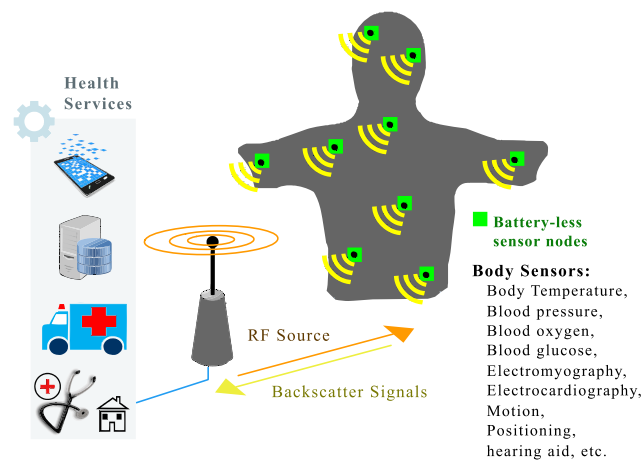 Health
Services
RF Source
Backscatter Signals
Battery-less
sensor nodes
Body Sensors:
Body Temperature,
Blood pressure,
Blood oxygen,
Blood glucose,
Electromyography,
Electrocardiography,
Motion,
Positioning,
hearing aid, etc.